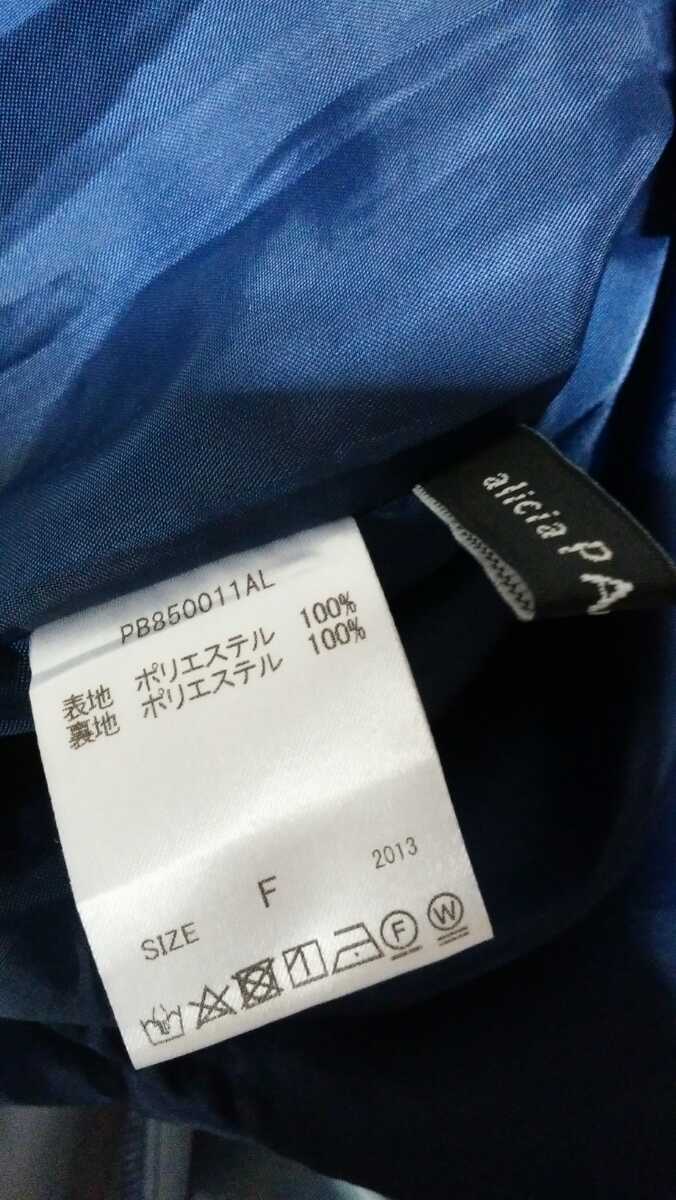 alicia PA
PB850011AL
表地 ポリエステル 100%
裏地 ポリエステル 100%
2013
SIZE F
F W